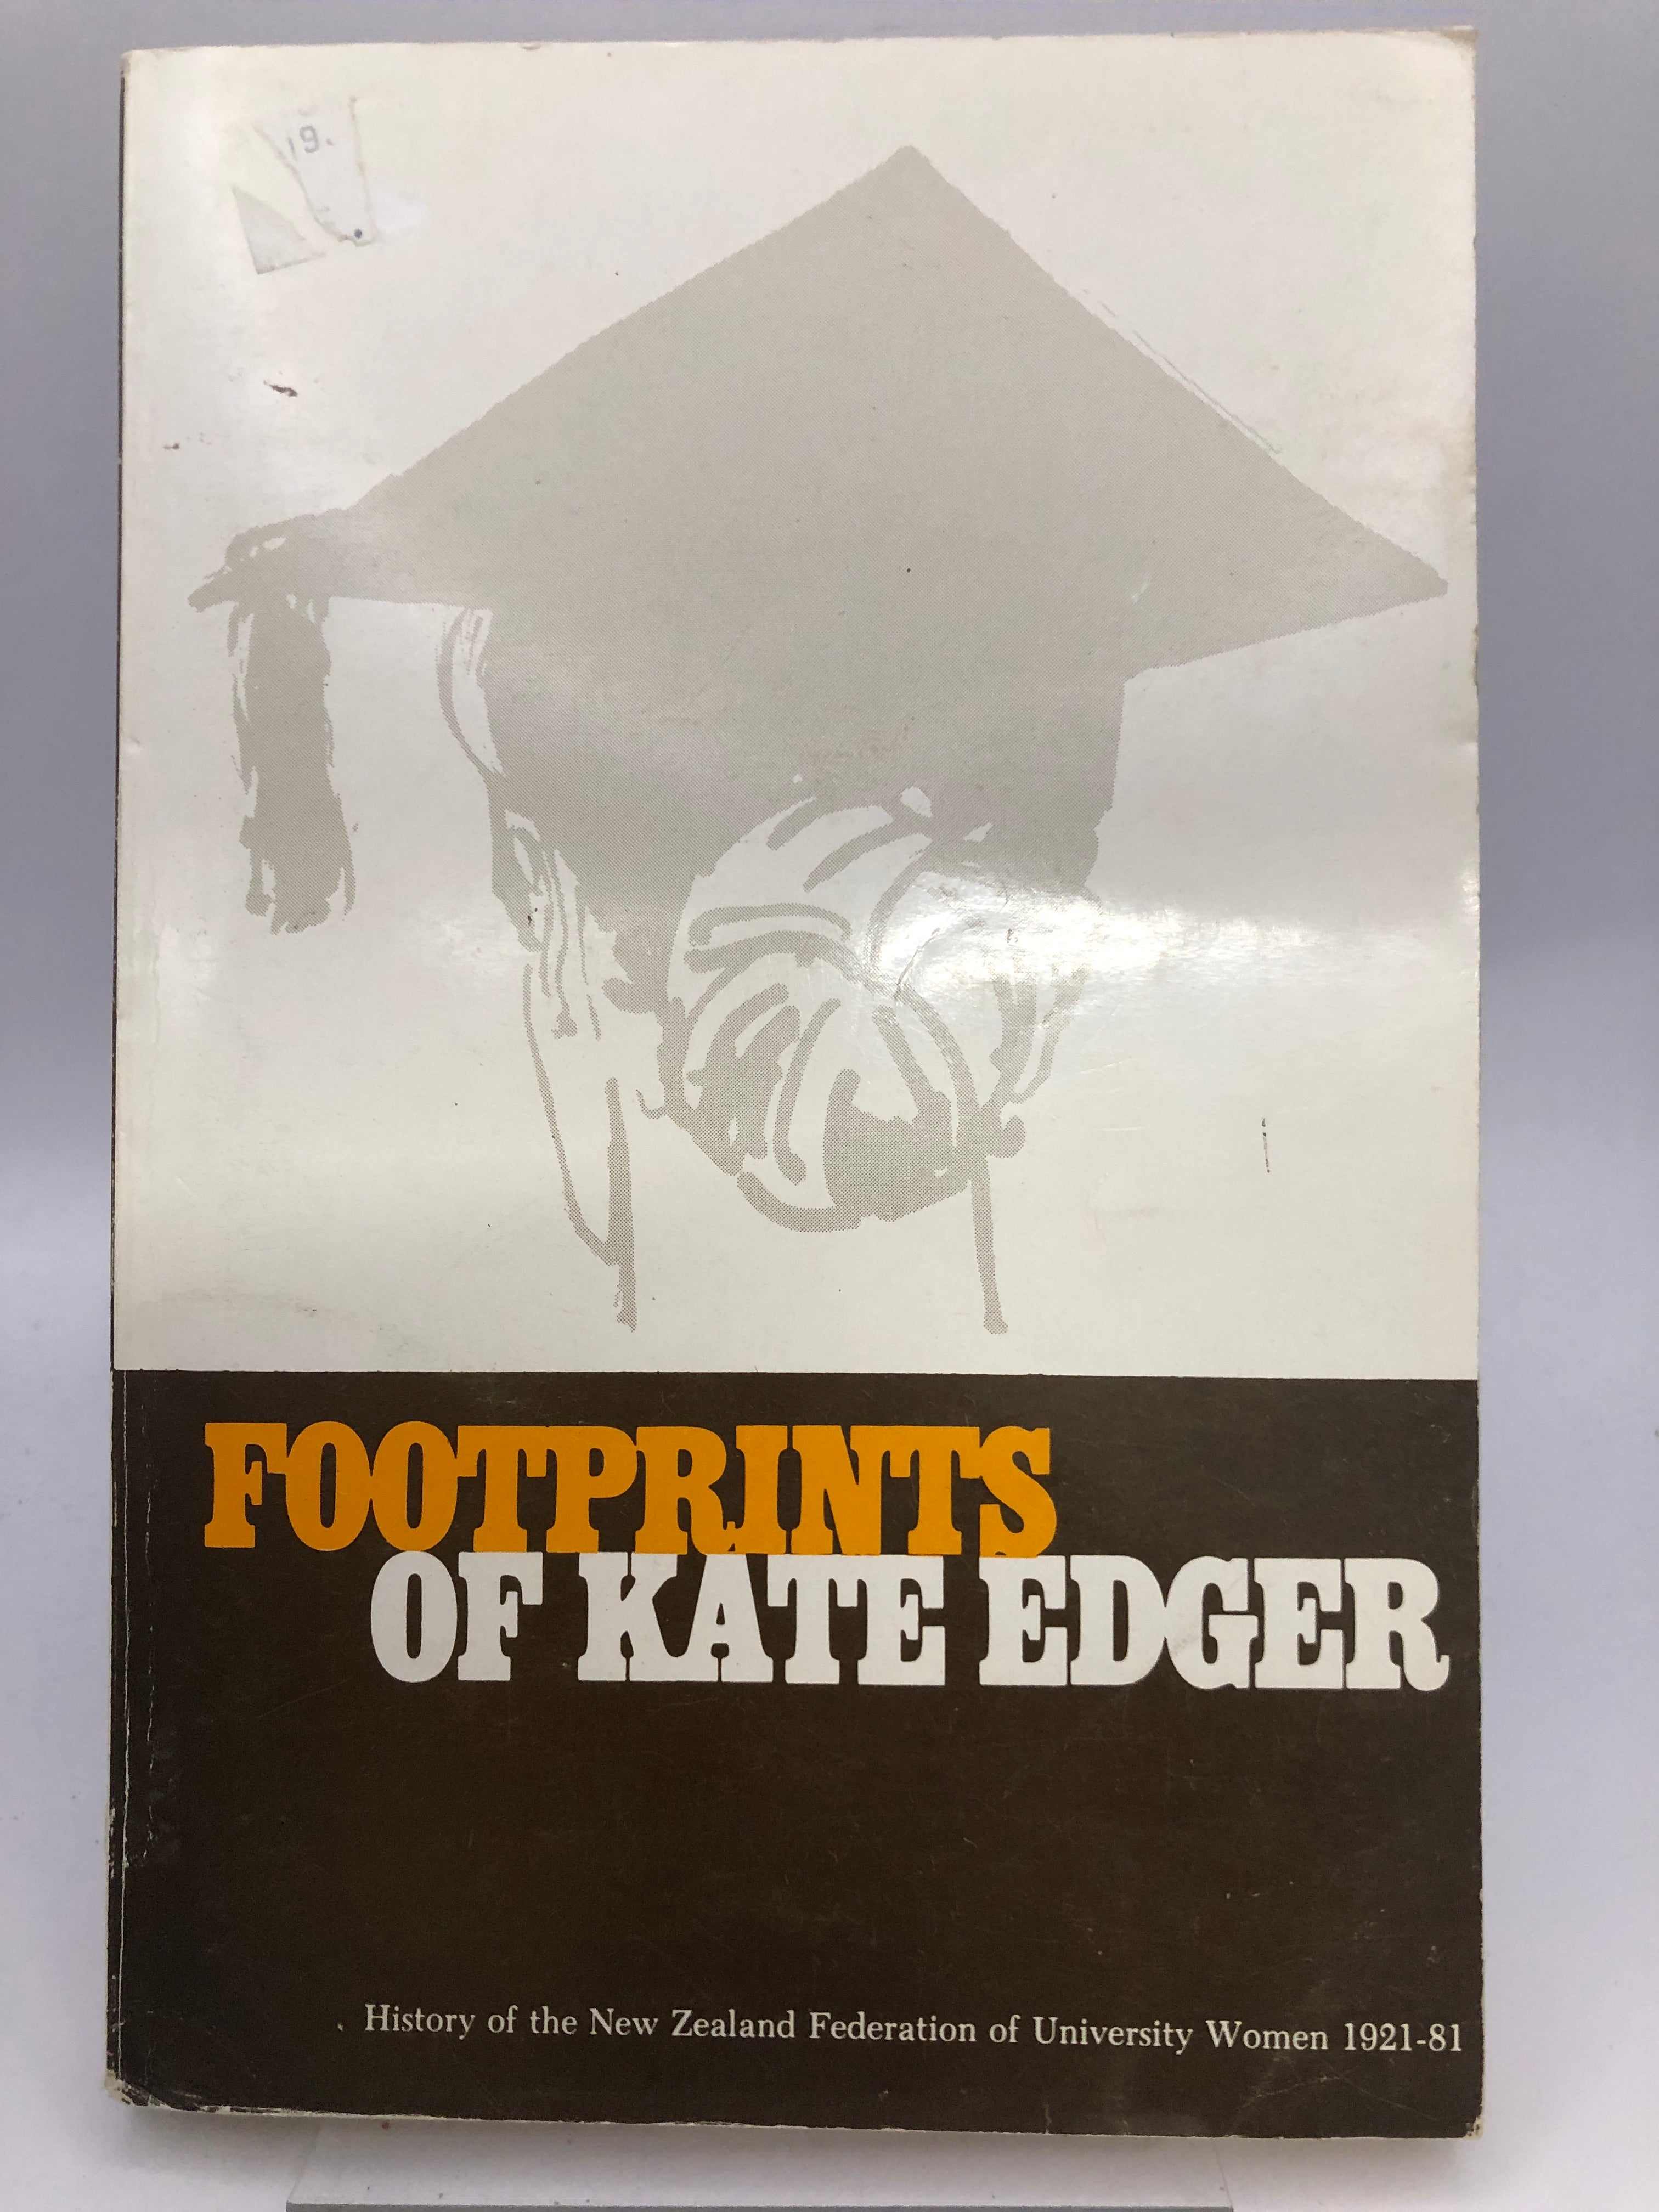 19.
FOOTPRINTS
OF KATE EDGER
History of the New Zealand Federation of University Women 1921-81